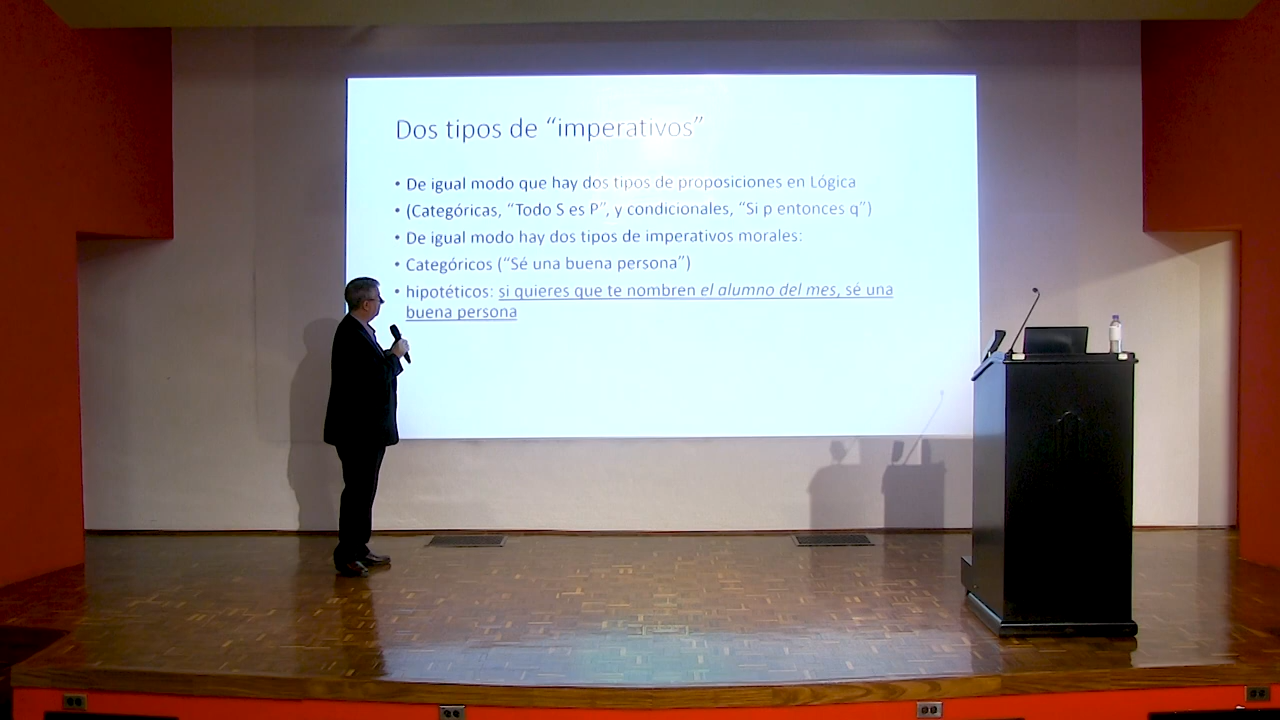 Dos tipos de “imperativos”
• De igual modo que hay dos tipos de proposiciones en Lógica
• (Categóricas, “Todo S es P”, y condicionales, “Si p entonces q”)
• De igual modo hay dos tipos de imperativos morales:
• Categóricos (“Sé una buena persona”)
• hipotéticos: si quieres que te nombren el alumno del mes, sé una
buena persona